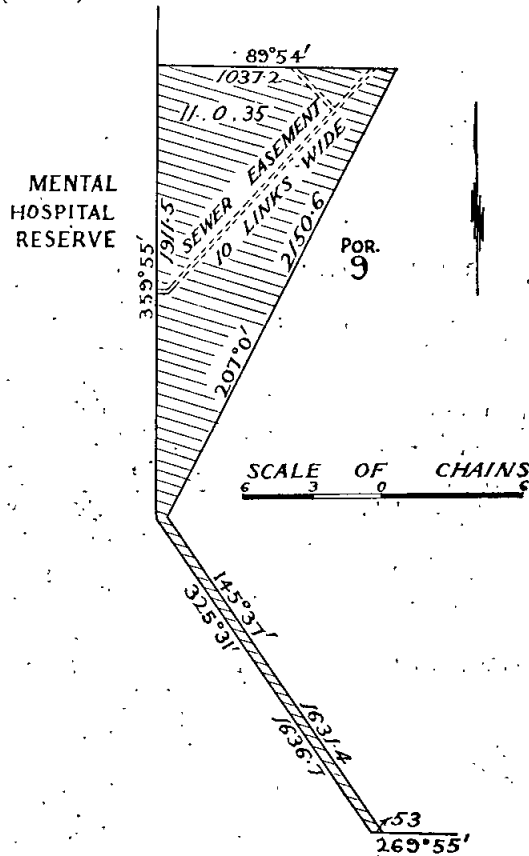 89°54'
1037·2
11..0..35
SEWER EASEMENT
10 LINKS WIDE
MENTAL
HOSPITAL
RESERVE
359°55'
1911·5
2150·6
207°0'
POR.
9
SCALE OF CHAINS
6 3 0 6
145°37'
325°31'
1631·4
1636·7
53
269°55'